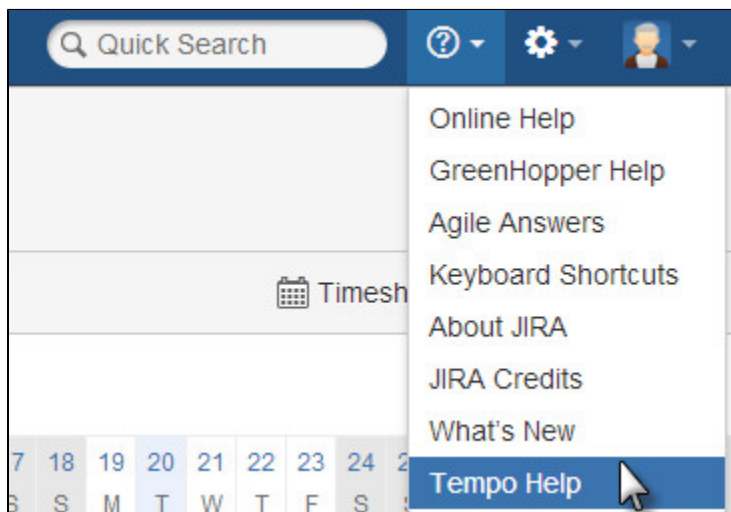 Quick Search
Online Help
GreenHopper Help
Agile Answers
Keyboard Shortcuts
About JIRA
JIRA Credits
What's New
Tempo Help
Timesh
7 18 19 20 21 22 23 24 2
S S M T W T F S